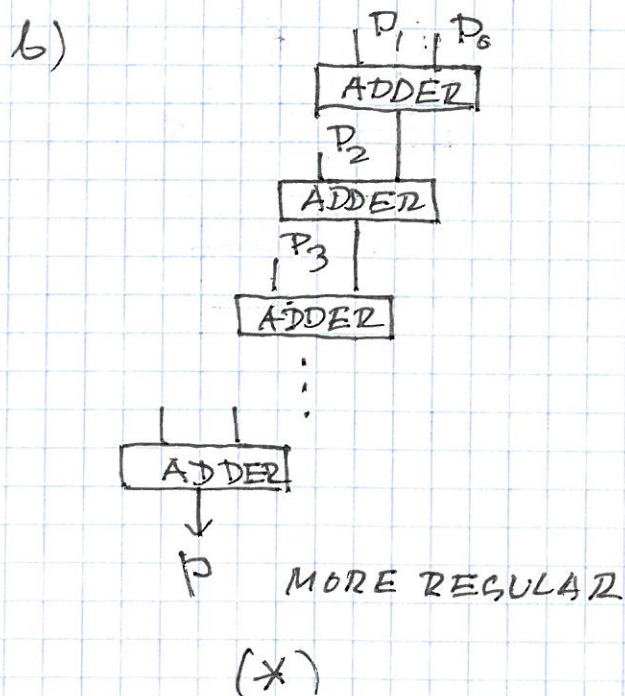 b)
P₁ P₀
ADDER
P₂
ADDER
P₃
ADDER
ADDER
P
MORE REGULAR
(*)